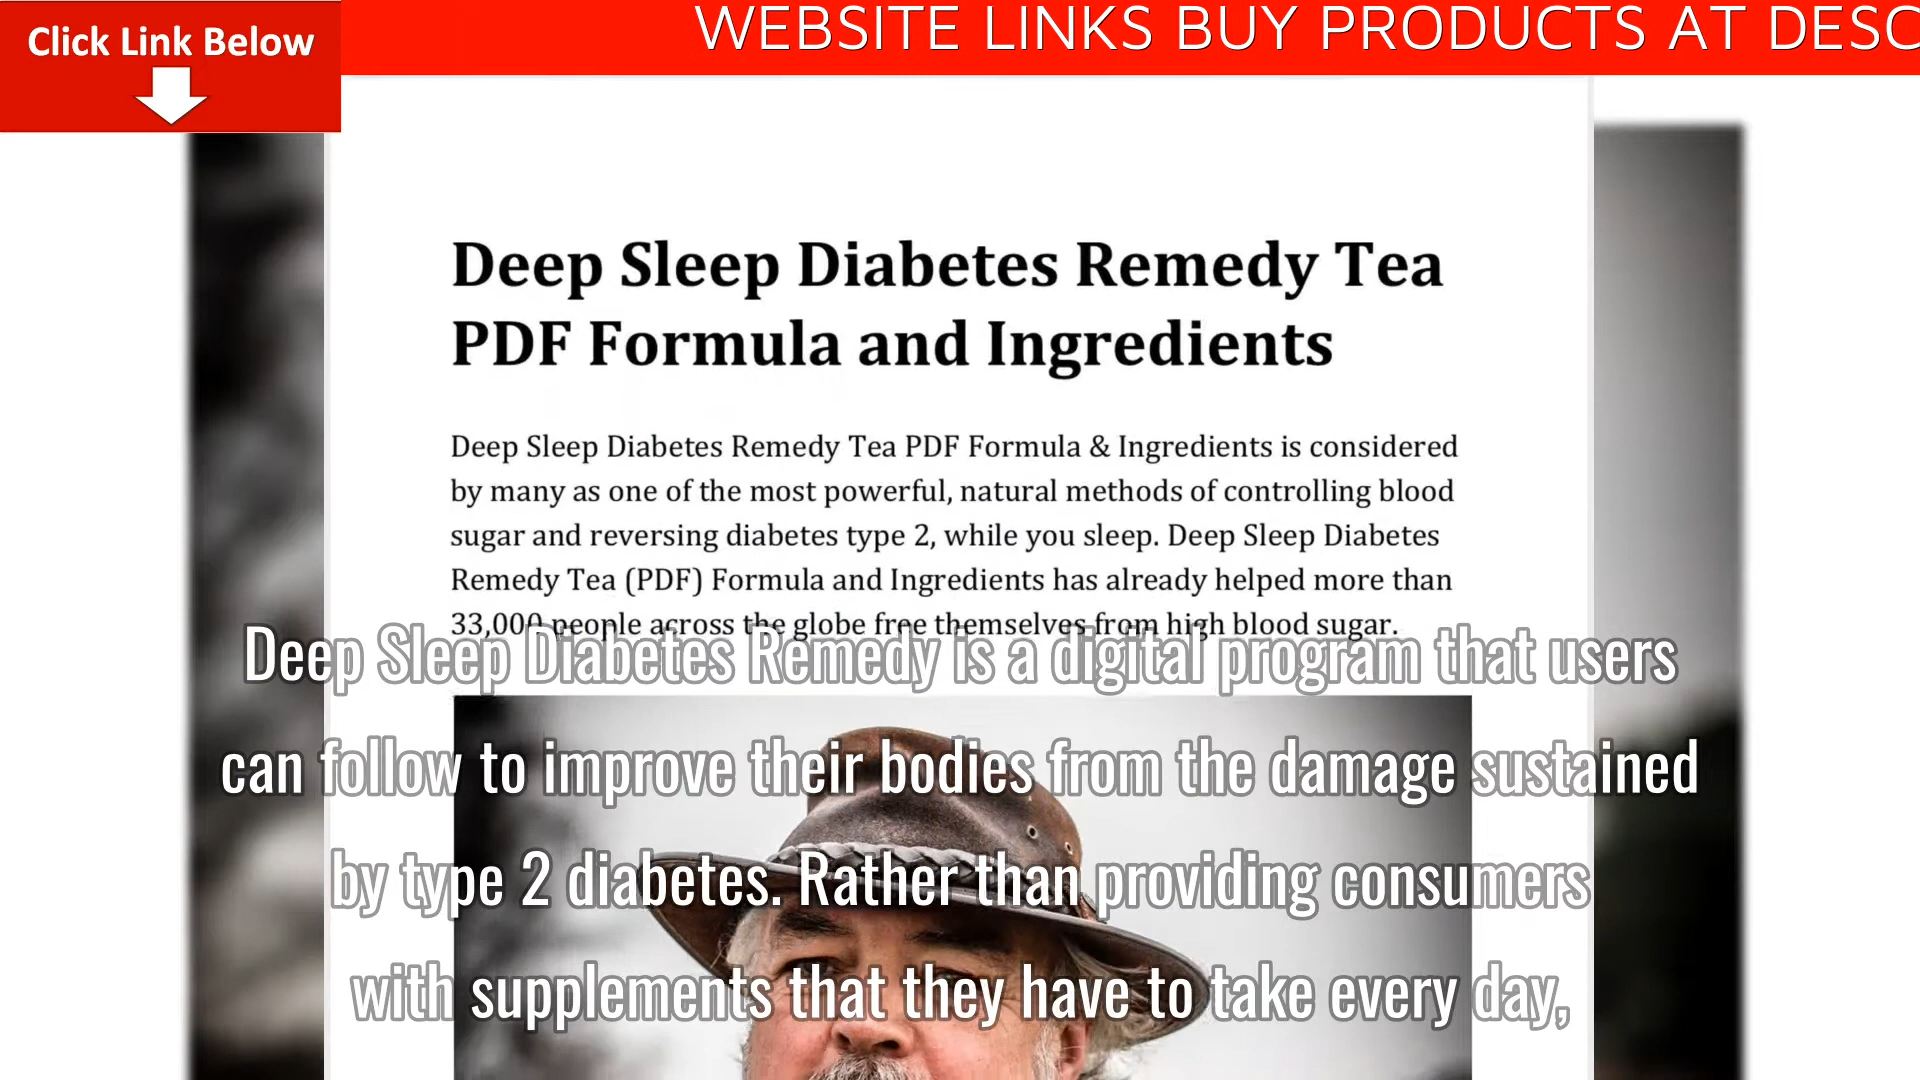 Click Link Below
WEBSITE LINKS BUY PRODUCTS AT DESC
Deep Sleep Diabetes Remedy Tea
PDF Formula and Ingredients
Deep Sleep Diabetes Remedy Tea PDF Formula & Ingredients is considered
by many as one of the most powerful, natural methods of controlling blood
sugar and reversing diabetes type 2, while you sleep. Deep Sleep Diabetes
Remedy Tea (PDF) Formula and Ingredients has already helped more than
33,000 people across the globe free themselves from high blood sugar.
Deep Sleep Diabetes Remedy is a digital program that users
can follow to improve their bodies from the damage sustained
by type 2 diabetes. Rather than providing consumers
with supplements that they have to take every day,